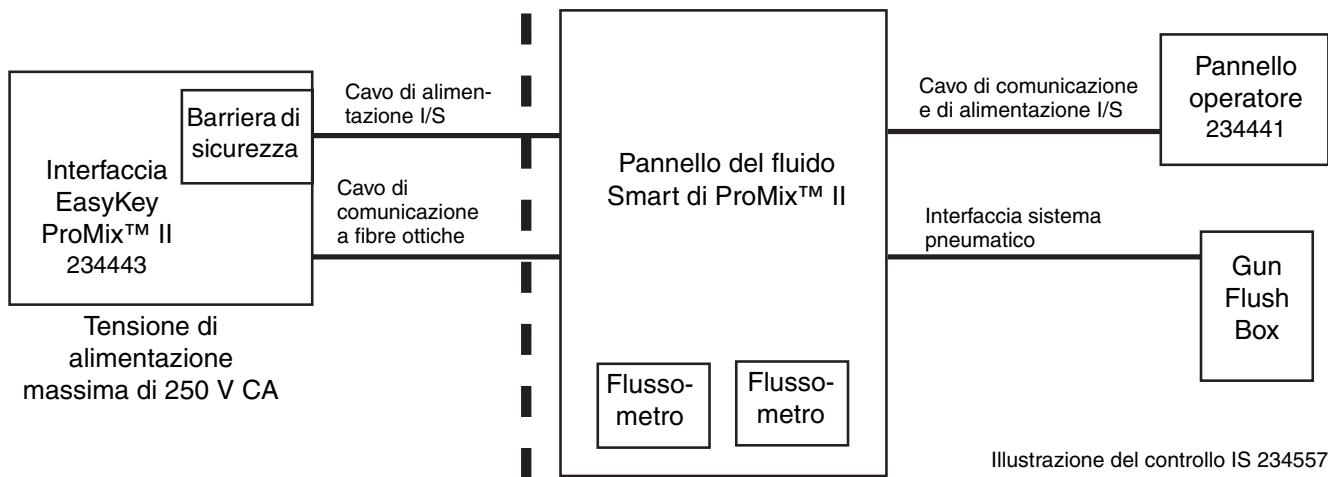 Interfaccia
EasyKey
ProMix™ II
234443
Barriera di
sicurezza
Tensione di
alimentazione
massima di 250 V CA
Cavo di alimen-
tazione I/S
Cavo di
comunicazione
a fibre ottiche
Pannello del fluido
Smart di ProMix™ II
Flusso-
metro
Flusso-
metro
Cavo di comunicazione
e di alimentazione I/S
Interfaccia sistema
pneumatico
Pannello
operatore
234441
Gun
Flush
Box
Illustrazione del controllo IS 234557